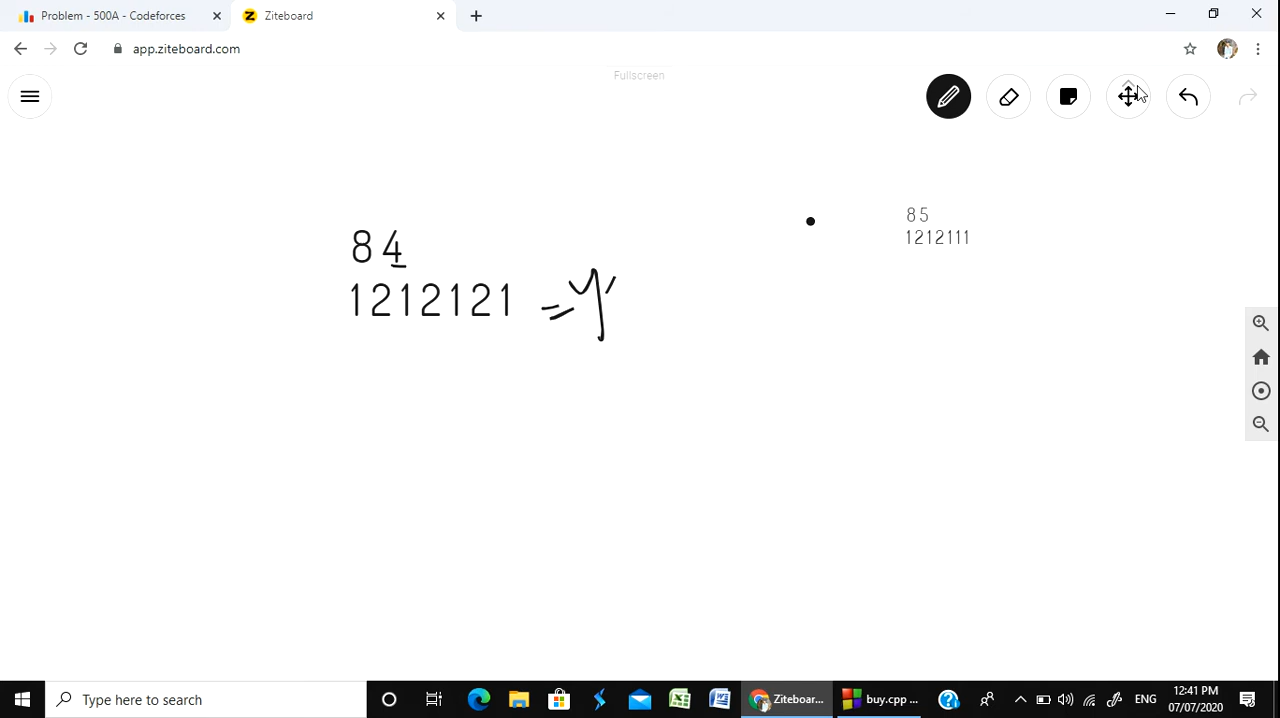 Problem - 500A - Codeforces
Ziteboard
app.ziteboard.com
Fullscreen
8 4
1 2 1 2 1 2 1 = Y
8 5
1 2 1 2 1 1 1
Type here to search
Ziteboar...
buy.cpp ...
ENG
12:41 PM
07/07/2020